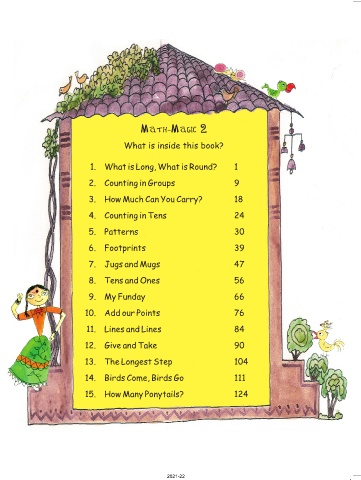 Math-Magic 2
What is inside this book?
1. What is Long, What is Round? 1
2. Counting in Groups 9
3. How Much Can You Carry? 18
4. Counting in Tens 24
5. Patterns 30
6. Footprints 39
7. Jugs and Mugs 47
8. Tens and Ones 56
9. My Funday 66
10. Add our Points 76
11. Lines and Lines 84
12. Give and Take 90
13. The Longest Step 104
14. Birds Come, Birds Go 111
15. How Many Ponytails? 124
2021-22